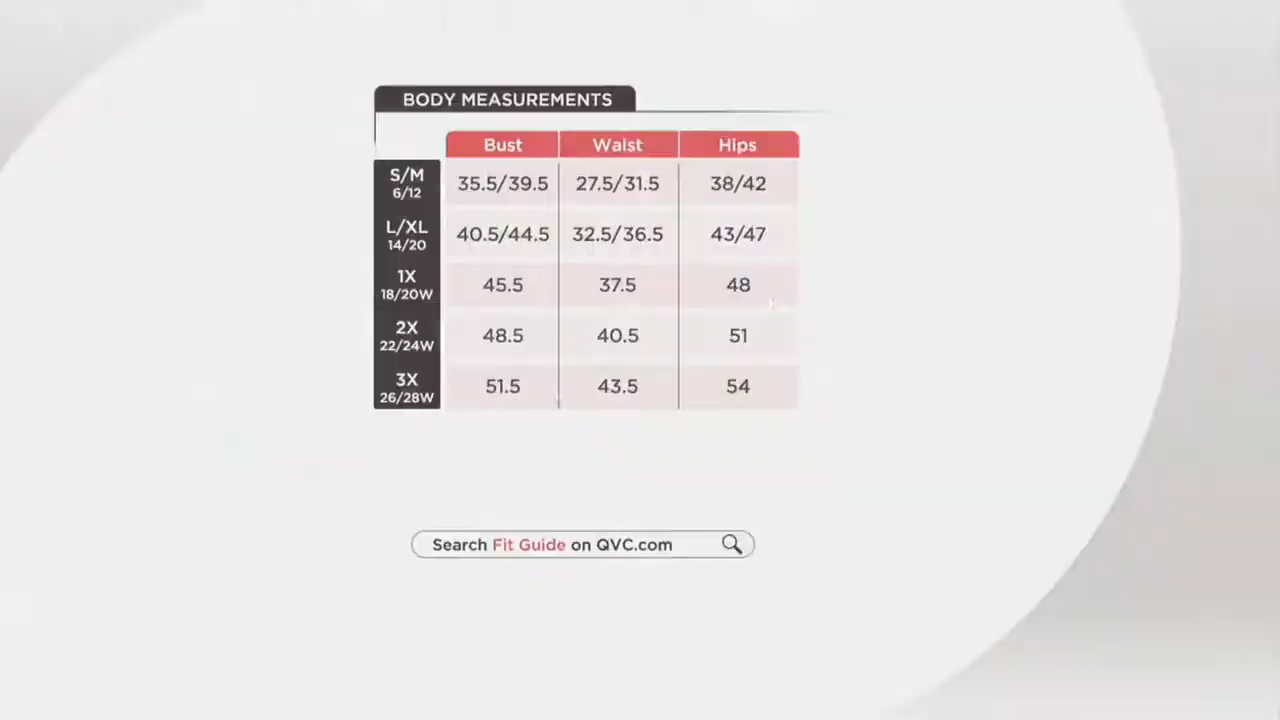 BODY MEASUREMENTS
Bust Waist Hips
S/M
6/12
35.5/39.5 27.5/31.5 38/42
L/XL
14/20
40.5/44.5 32.5/36.5 43/47
1X
18/20W
45.5 37.5 48
2X
22/24W
48.5 40.5 51
3X
26/28W
51.5 43.5 54
Search Fit Guide on QVC.com